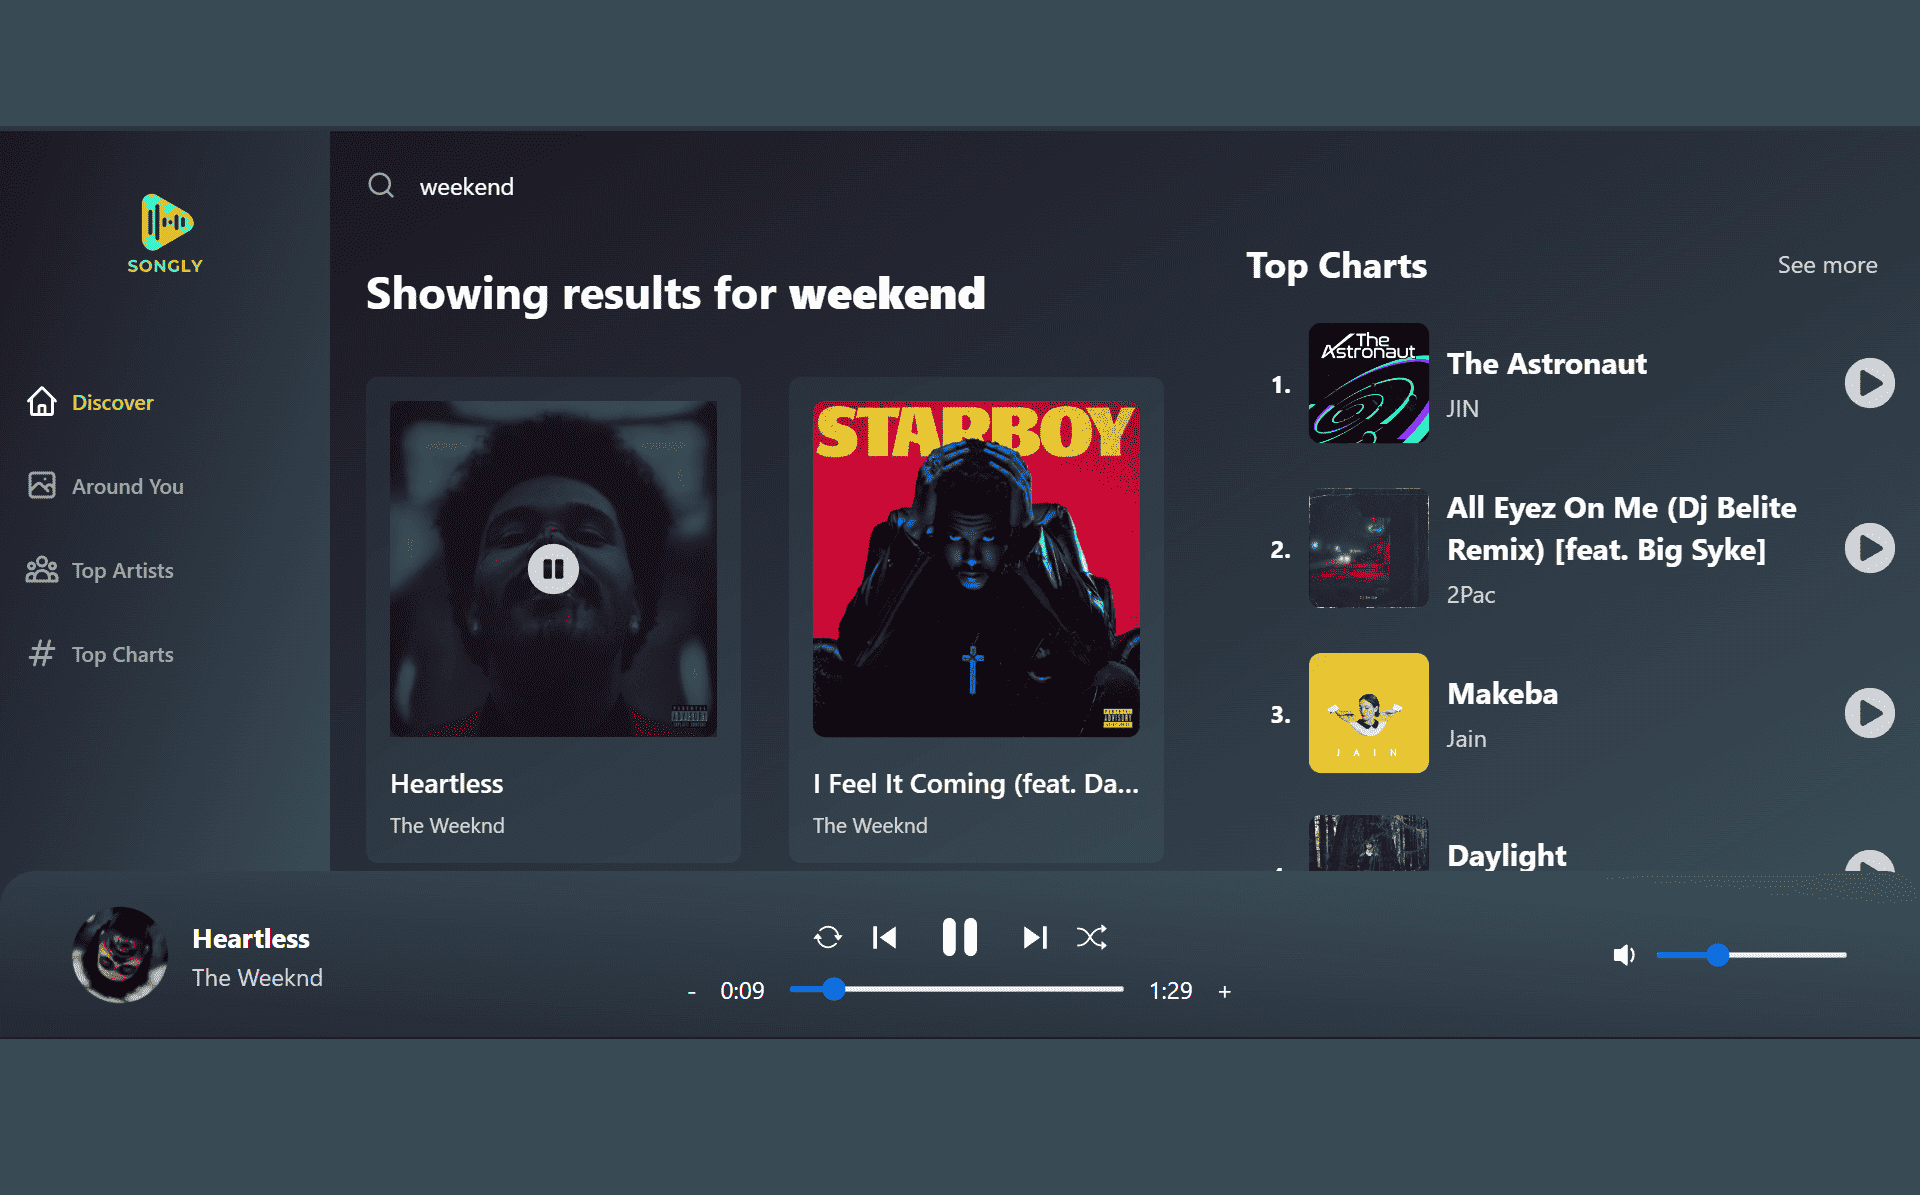 SONGLY
Discover
Around You
Top Artists
Top Charts
weekend
Showing results for weekend
Heartless
The Weeknd
STARBOY
I Feel It Coming (feat. Da...
The Weeknd
Top Charts
See more
1.
The Astronaut
The Astronaut
JIN
2.
All Eyez On Me (Dj Belite
Remix) [feat. Big Syke]
2Pac
3.
JAIN
Makeba
Jain
Daylight
Heartless
The Weeknd
- 0:09
1:29 +